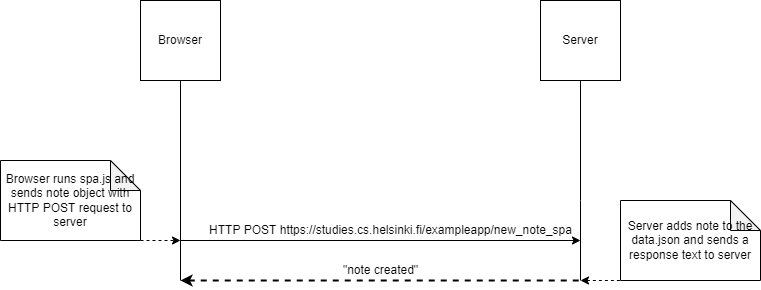 Browser
Server
Browser runs spa.js and
sends note object with
HTTP POST request to
server
HTTP POST https://studies.cs.helsinki.fi/exampleapp/new_note_spa
Server adds note to the
data.json and sends a
response text to server
"note created"